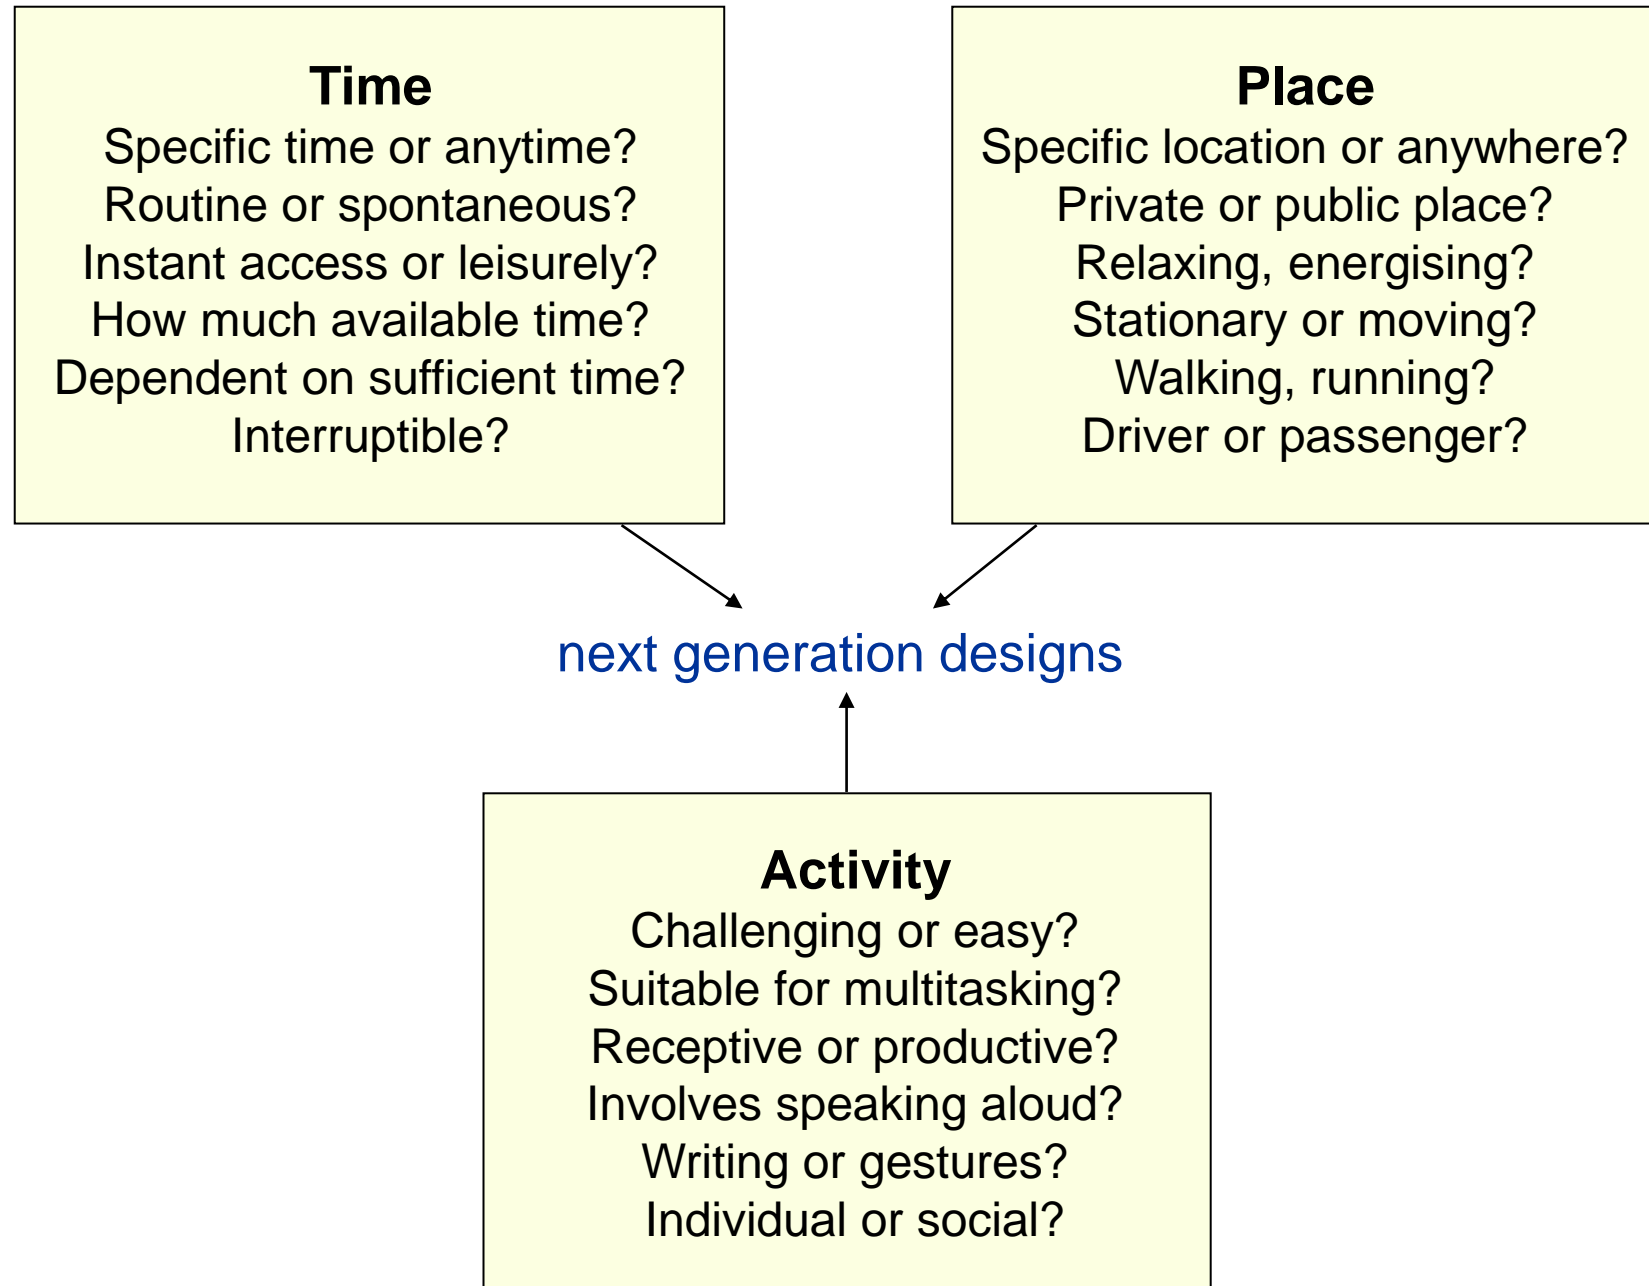 Time
Specific time or anytime?
Routine or spontaneous?
Instant access or leisurely?
How much available time?
Dependent on sufficient time?
Interruptible?
Place
Specific location or anywhere?
Private or public place?
Relaxing, energising?
Stationary or moving?
Walking, running?
Driver or passenger?
next generation designs
Activity
Challenging or easy?
Suitable for multitasking?
Receptive or productive?
Involves speaking aloud?
Writing or gestures?
Individual or social?